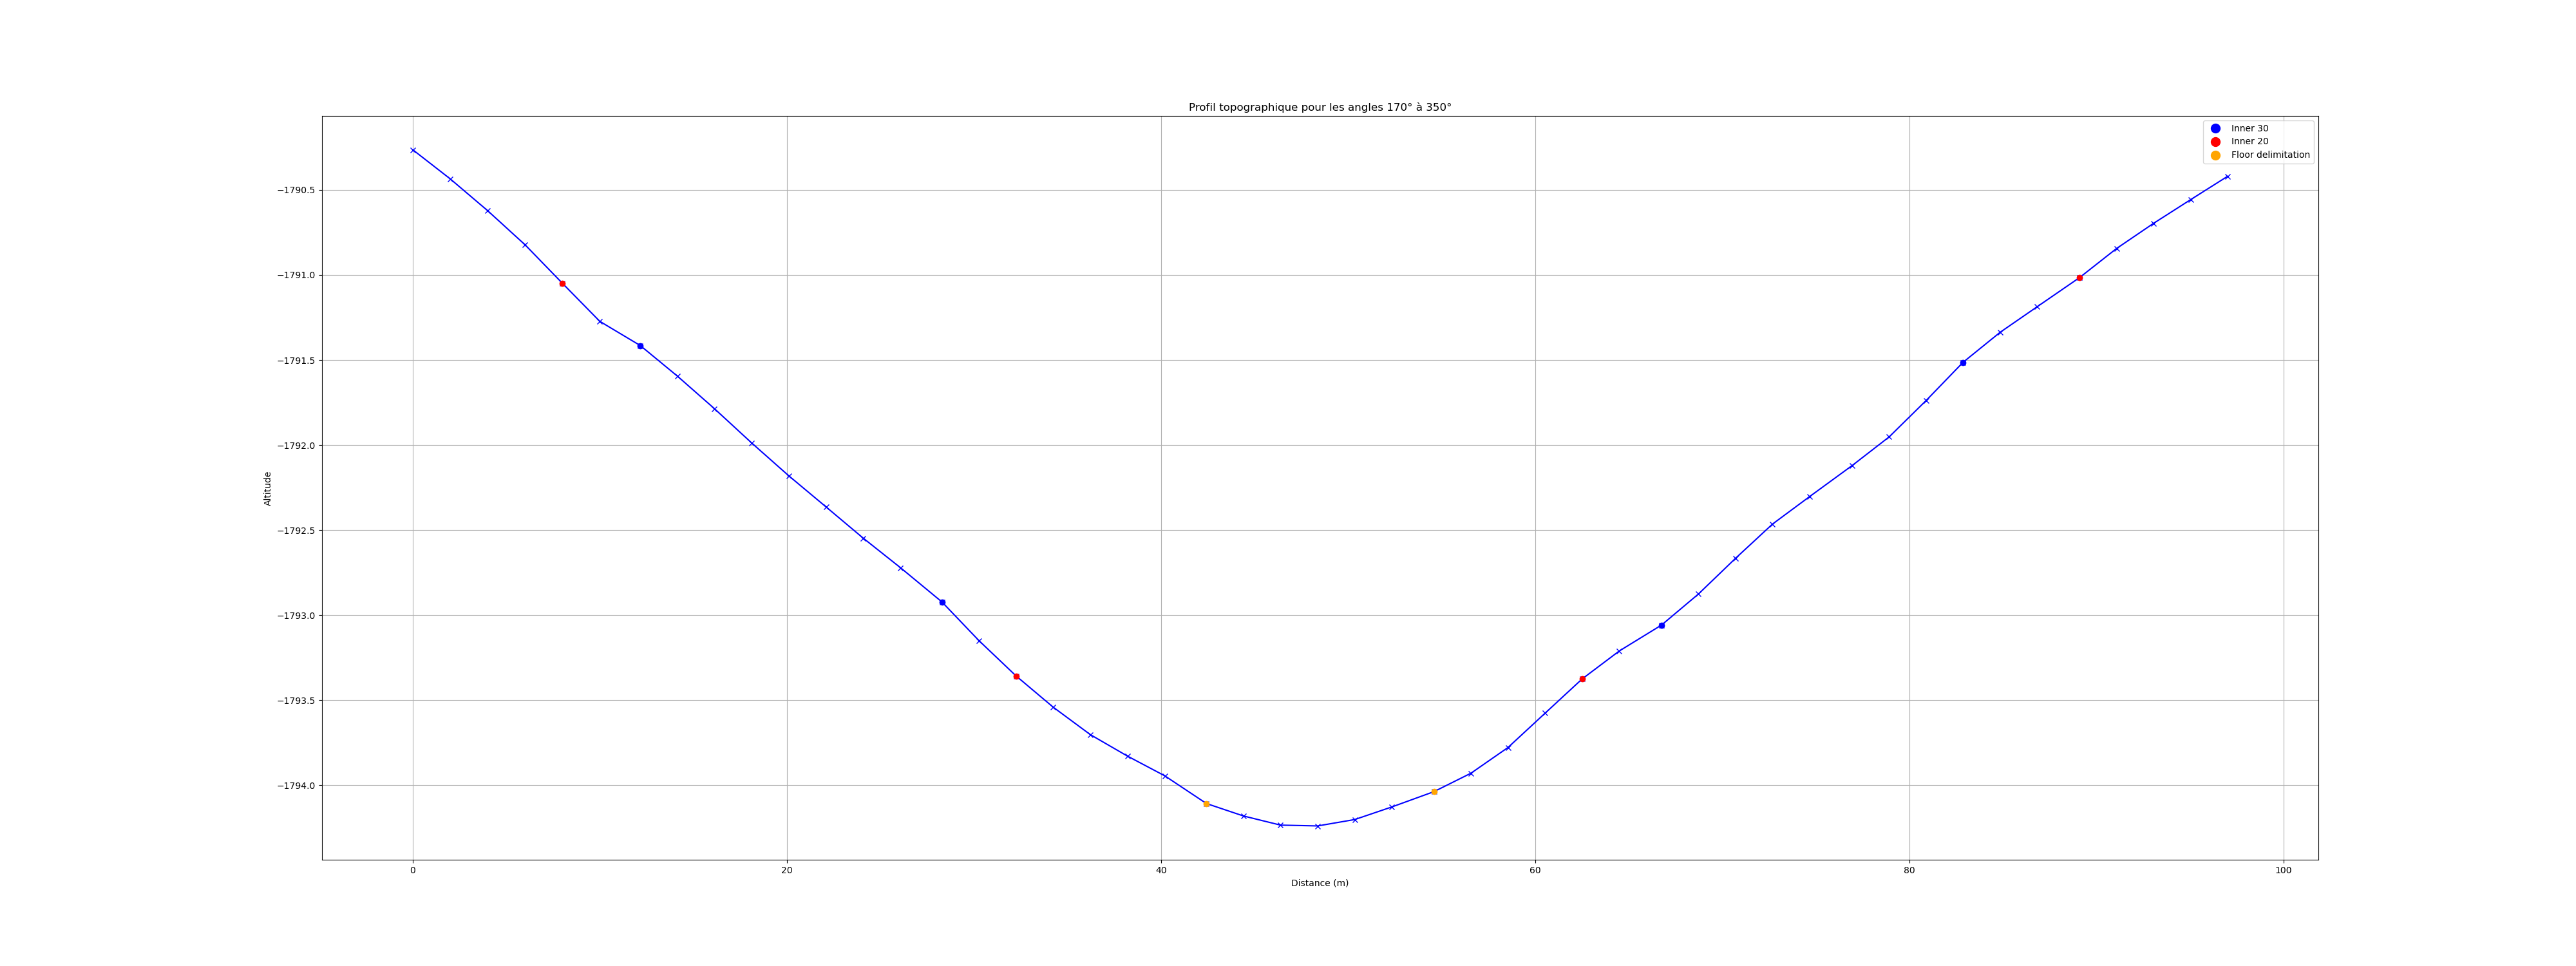 Profil topographique pour les angles 170° à 350°
Inner 30
Inner 20
Floor delimitation
−1790.5
−1791.0
−1791.5
−1792.0
−1792.5
−1793.0
−1793.5
−1794.0
Altitude
0 20 40 60 80 100
Distance (m)